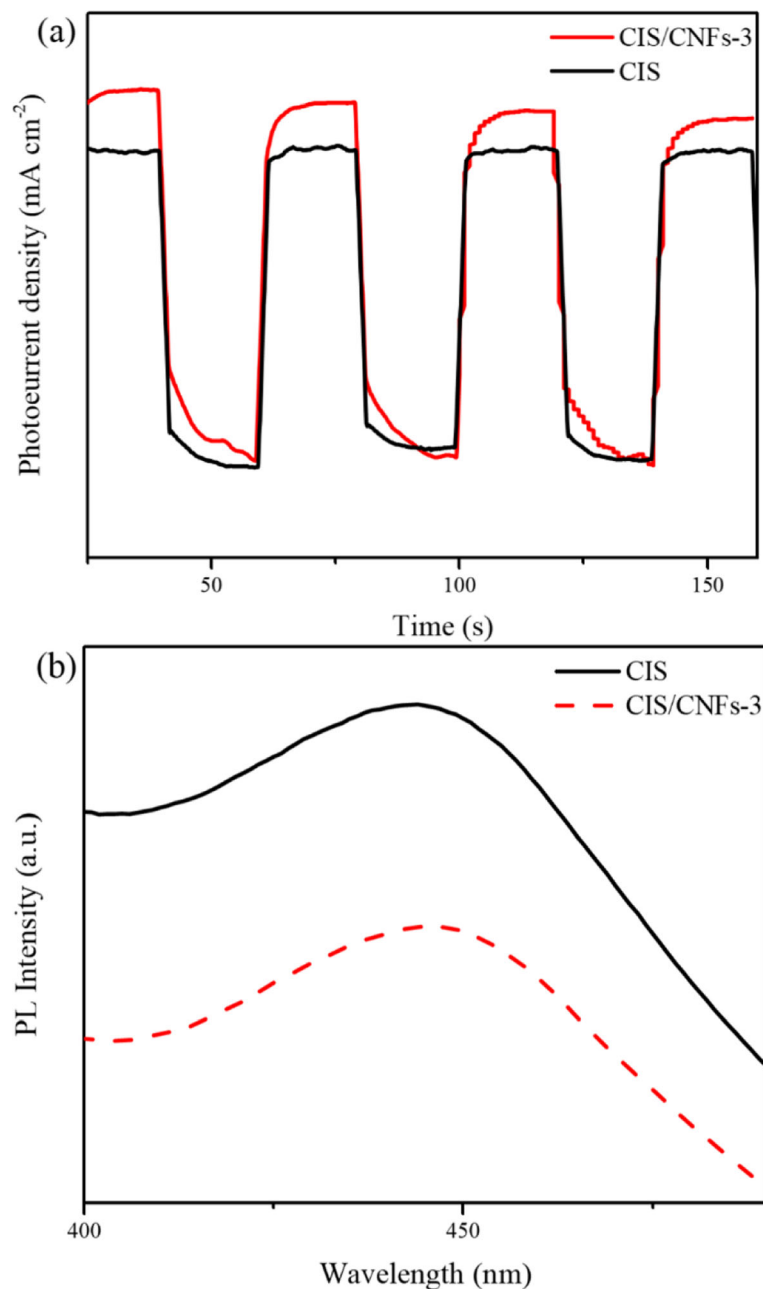 (a)
CIS/CNFs-3
CIS
Photoeurrent density (mA cm⁻²)
50
100
150
Time (s)
(b)
CIS
CIS/CNFs-3
PL Intensity (a.u.)
400
450
Wavelength (nm)